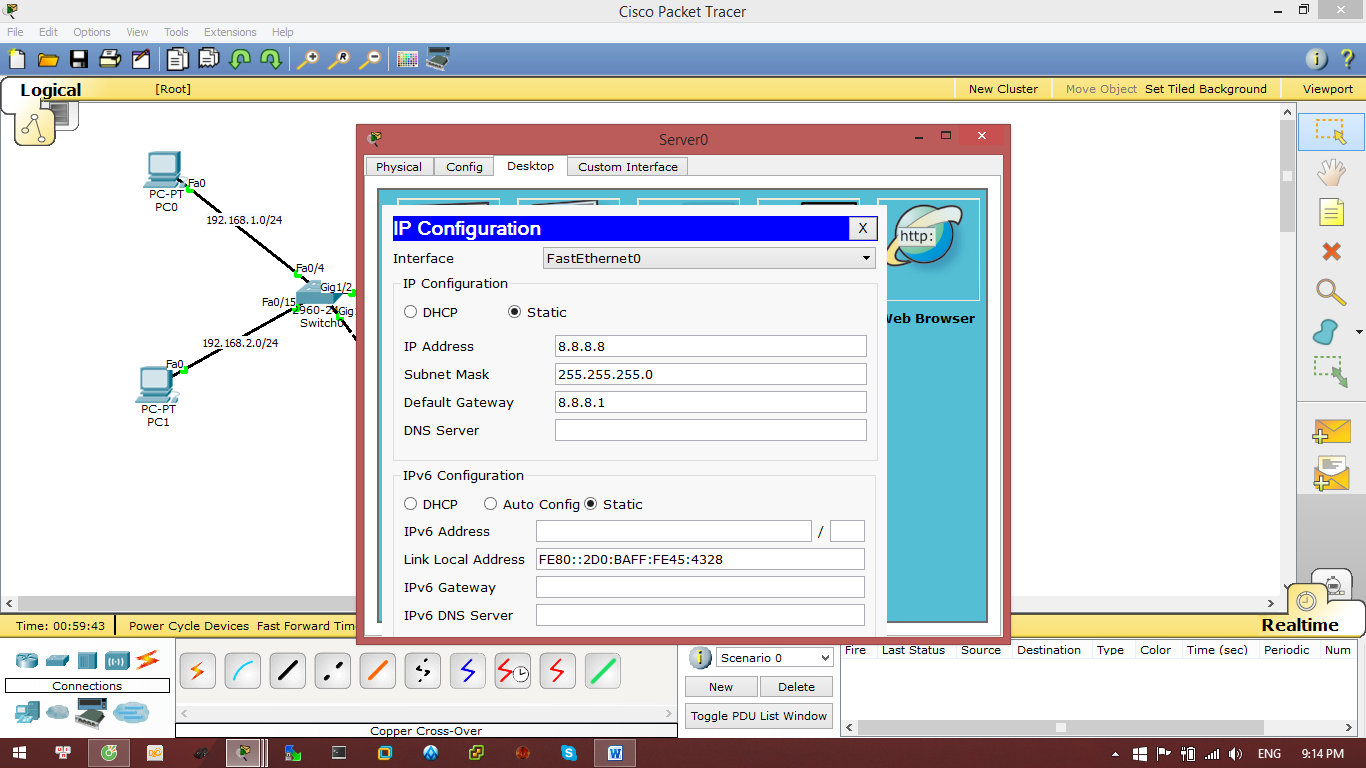 Cisco Packet Tracer
File Edit Options View Tools Extensions Help
Logical [Root] New Cluster Move Object Set Tiled Background Viewport
Server0
Physical Config Desktop Custom Interface
IP Configuration X
http:
Web Browser
Interface FastEthernet0
IP Configuration
DHCP Static
IP Address 8.8.8.8
Subnet Mask 255.255.255.0
Default Gateway 8.8.8.1
DNS Server
IPv6 Configuration
DHCP Auto Config Static
IPv6 Address /
Link Local Address FE80::2D0:BAFF:FE45:4328
IPv6 Gateway
IPv6 DNS Server
Fa0
PC-PT
PC0
192.168.1.0/24
Fa0/4
Gig1/2
Fa0/15
Gig1
2960-24
Switch0
192.168.2.0/24
Fa0
PC-PT
PC1
Time: 00:59:43 Power Cycle Devices Fast Forward Time
Realtime
Connections
Copper Cross-Over
Scenario 0
New Delete
Toggle PDU List Window
Fire Last Status Source Destination Type Color Time (sec) Periodic Num
ENG 9:14 PM